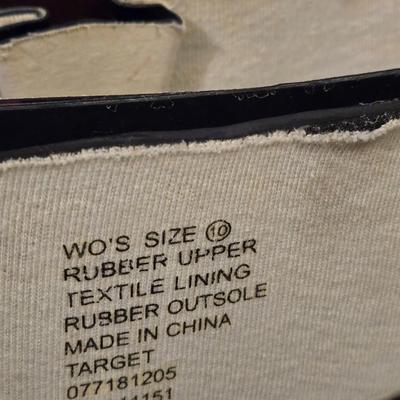 WO'S SIZE 10
RUBBER UPPER
TEXTILE LINING
RUBBER OUTSOLE
MADE IN CHINA
TARGET
077181205